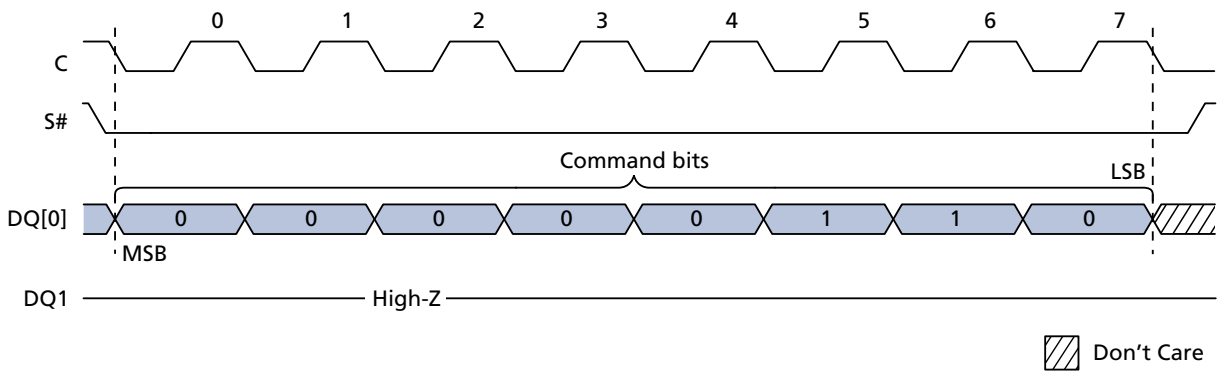 0 1 2 3 4 5 6 7
C
S#
Command bits
LSB
DQ[0] 0 0 0 0 0 1 1 0
MSB
DQ1 High-Z
Don't Care